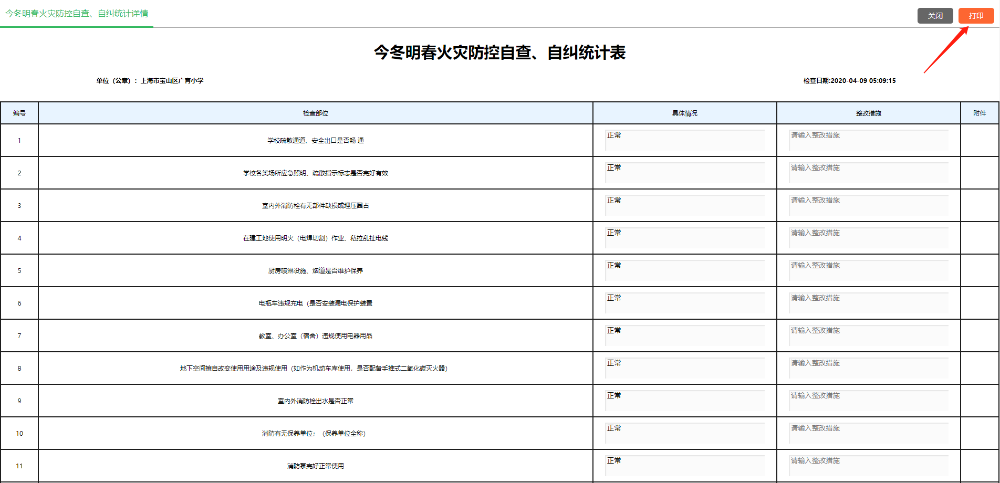 今冬明春火灾防控自查、自纠统计详情
关闭 打印
今冬明春火灾防控自查、自纠统计表
单位（公章）：上海市宝山区广育小学 检查日期:2020-04-09 05:09:15
编号 检查部位 具体情况 整改措施 附件
1 学校疏散通道、安全出口是否畅 通 正常 请输入整改措施
2 学校各类场所应急照明、疏散指示标志是否完好有效 正常 请输入整改措施
3 室内外消防栓有无部件缺损或埋压圈占 正常 请输入整改措施
4 在建工地使用明火（电焊切割）作业、私拉乱扯电线 正常 请输入整改措施
5 厨房喷淋设施、烟道是否维护保养 正常 请输入整改措施
6 电瓶车违规充电（是否安装漏电保护装置 正常 请输入整改措施
7 教室、办公室（宿舍）违规使用电器用品 正常 请输入整改措施
8 地下空间擅自改变使用用途及违规使用（如作为机动车库使用，是否配备手推式二氧化碳灭火器） 正常 请输入整改措施
9 室内外消防栓出水是否正常 正常 请输入整改措施
10 消防有无保养单位；（保养单位全称） 正常 请输入整改措施
11 消防泵完好正常使用 正常 请输入整改措施